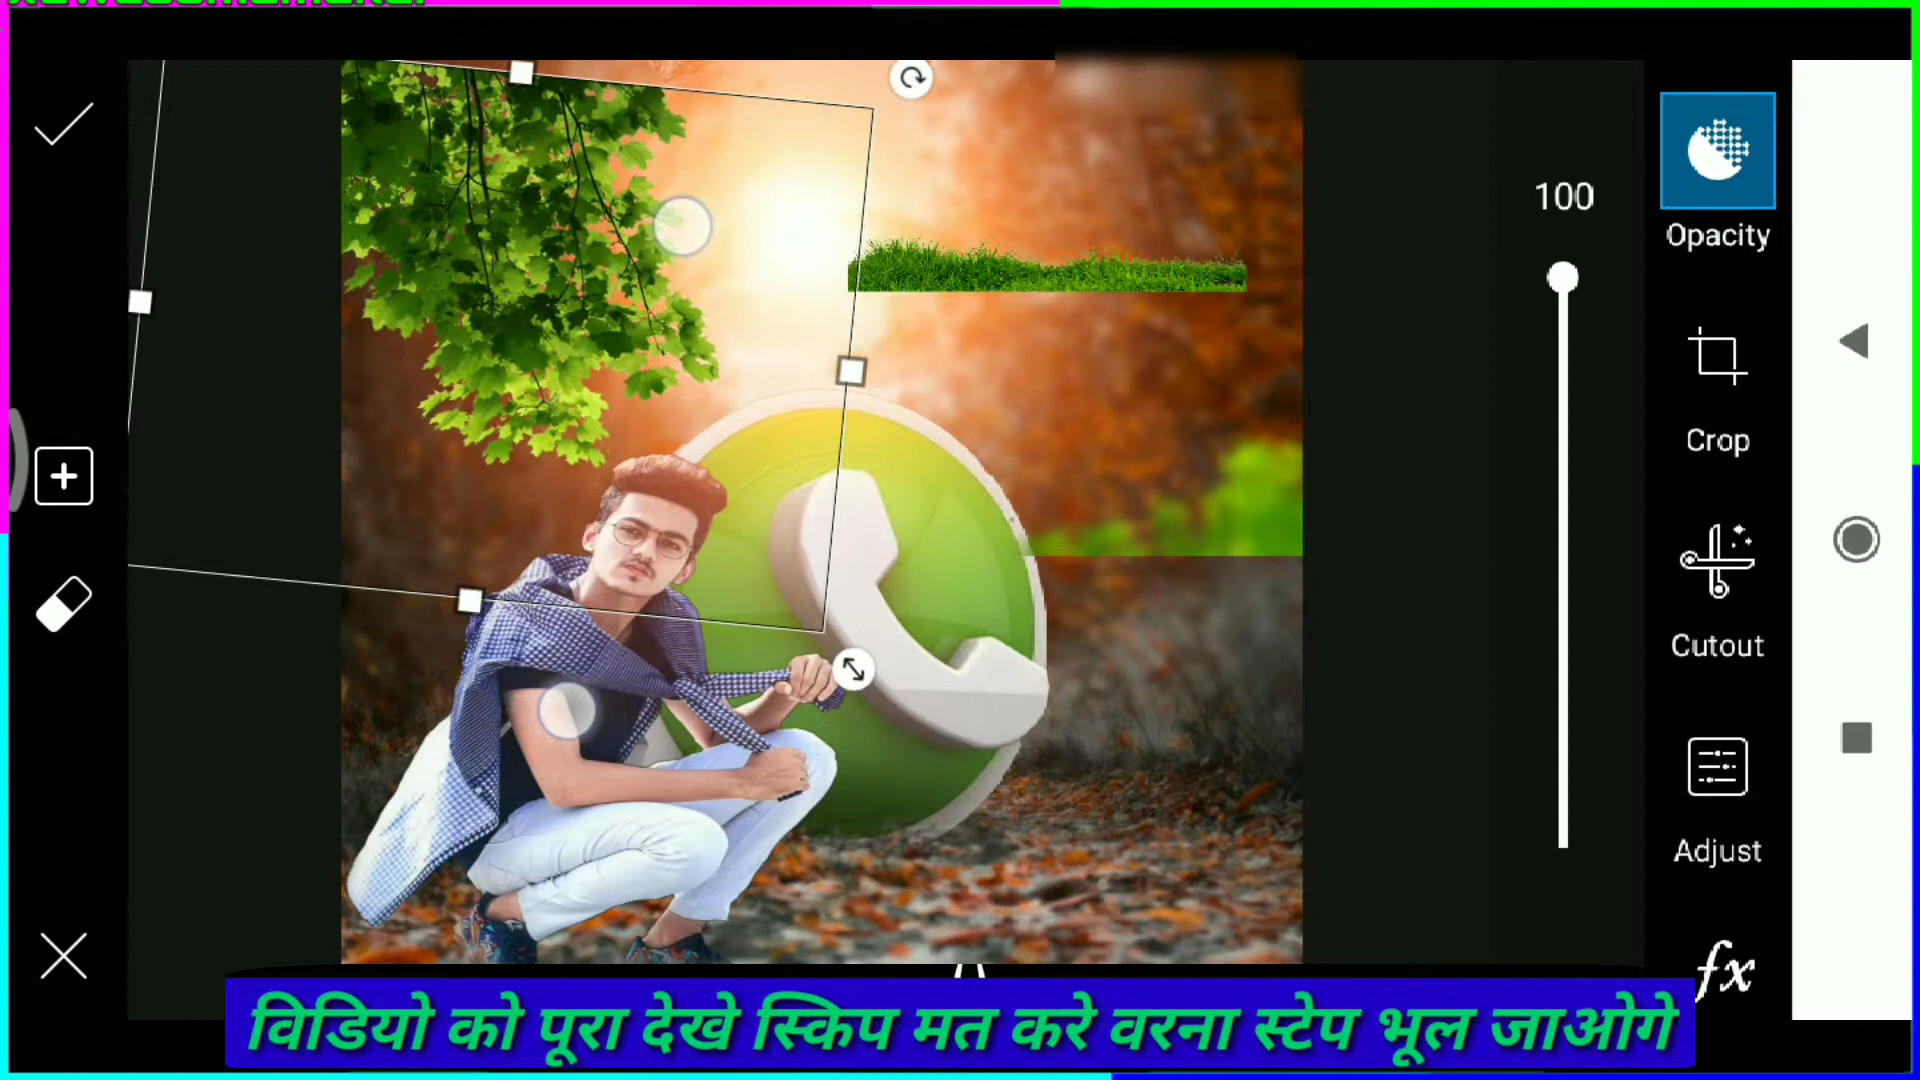 100
Opacity
Crop
Cutout
Adjust
fx
विडियो को पूरा देखे स्किप मत करे वरना स्टेप भूल जाओगे